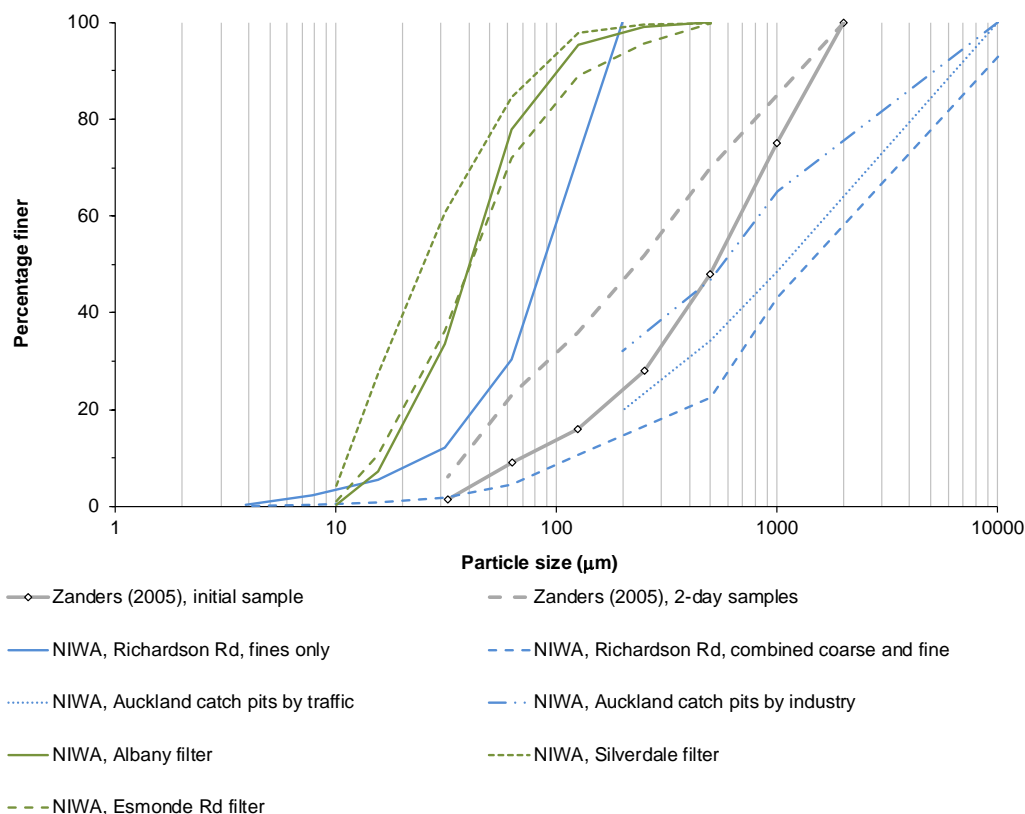 100
80
60
40
20
0
Percentage finer
1 10 100 1000 10000
Particle size (μm)
Zanders (2005), initial sample Zanders (2005), 2-day samples
NIWA, Richardson Rd, fines only NIWA, Richardson Rd, combined coarse and fine
NIWA, Auckland catch pits by traffic NIWA, Auckland catch pits by industry
NIWA, Albany filter NIWA, Silverdale filter
NIWA, Esmonde Rd filter